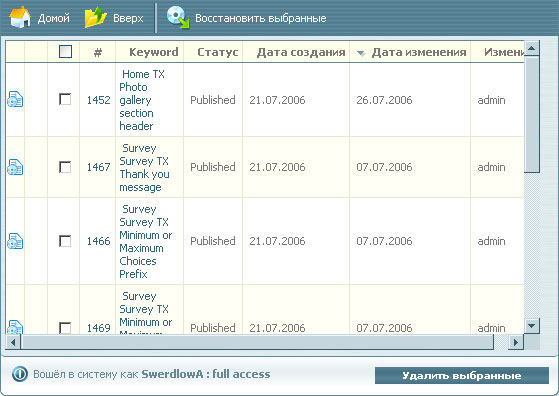 Домой Вверх Восстановить выбранные
# Keyword Статус Дата создания Дата изменения Измени
1452 Home TX Photo gallery section header Published 21.07.2006 26.07.2006 admin
1467 Survey Survey TX Thank you message Published 21.07.2006 07.07.2006 admin
1466 Survey Survey TX Minimum or Maximum Choices Prefix Published 21.07.2006 07.07.2006 admin
1469 Survey Survey TX Minimum or Maximum Published 21.07.2006 07.07.2006 admin
Вошёл в систему как SwerdlowA : full access Удалить выбранные